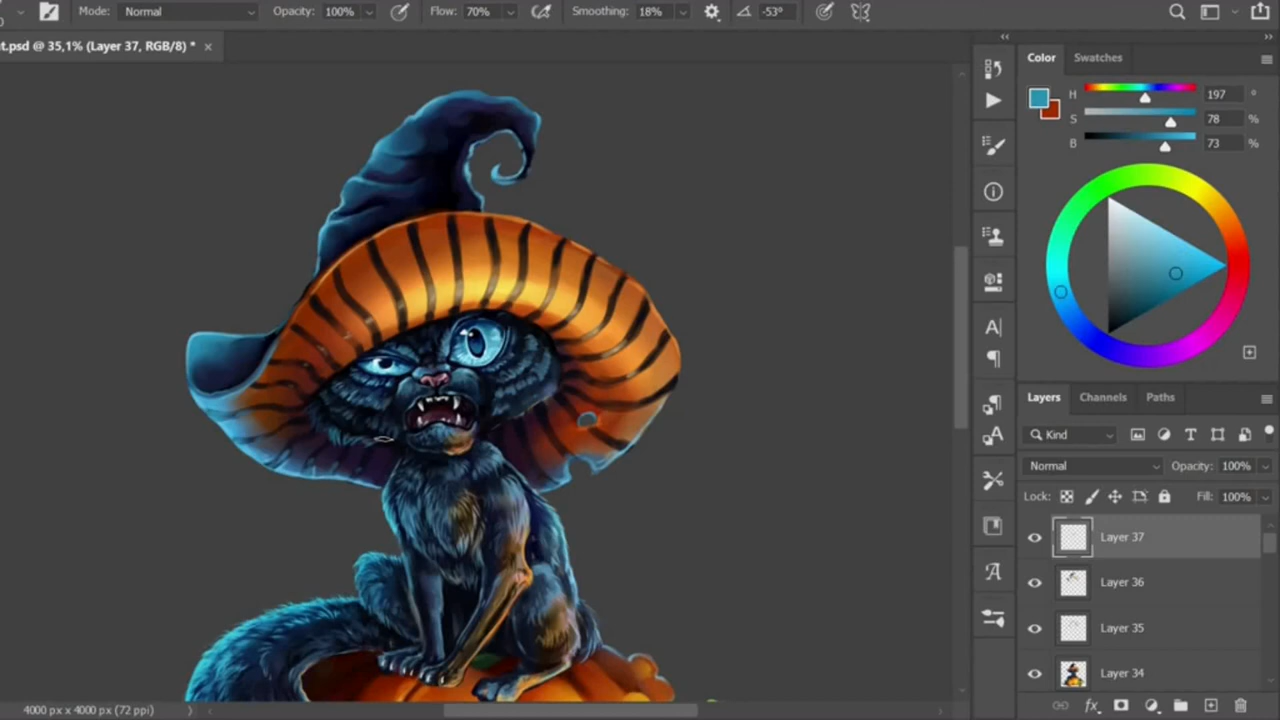 Mode: Normal Opacity: 100% Flow: 70% Smoothing: 18% -53°
t.psd @ 35,1% (Layer 37, RGB/8) * ×
Color Swatches
H 197 °
S 78 %
B 73 %
Layers Channels Paths
Kind
Normal Opacity: 100%
Lock: Fill: 100%
Layer 37
Layer 36
Layer 35
Layer 34
4000 px x 4000 px (72 ppi)